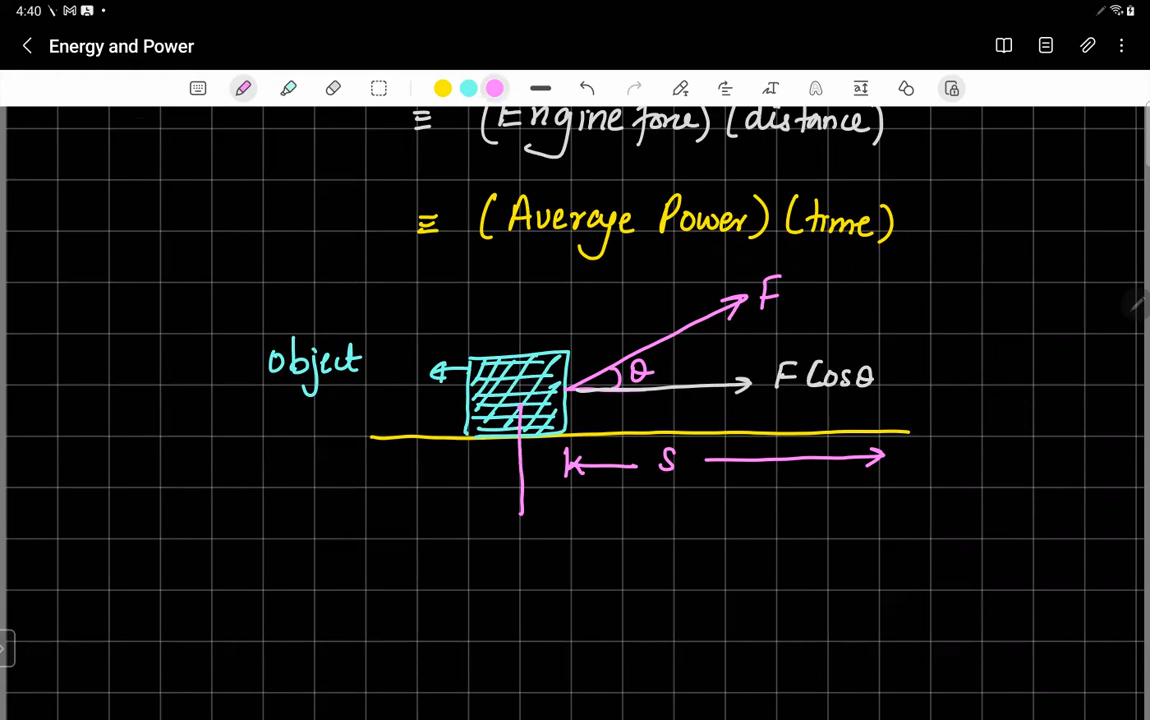 4:40
Energy and Power
≡ (Engine force) (distance)
≡ (Average Power) (time)
F
object
θ
F Cosθ
S